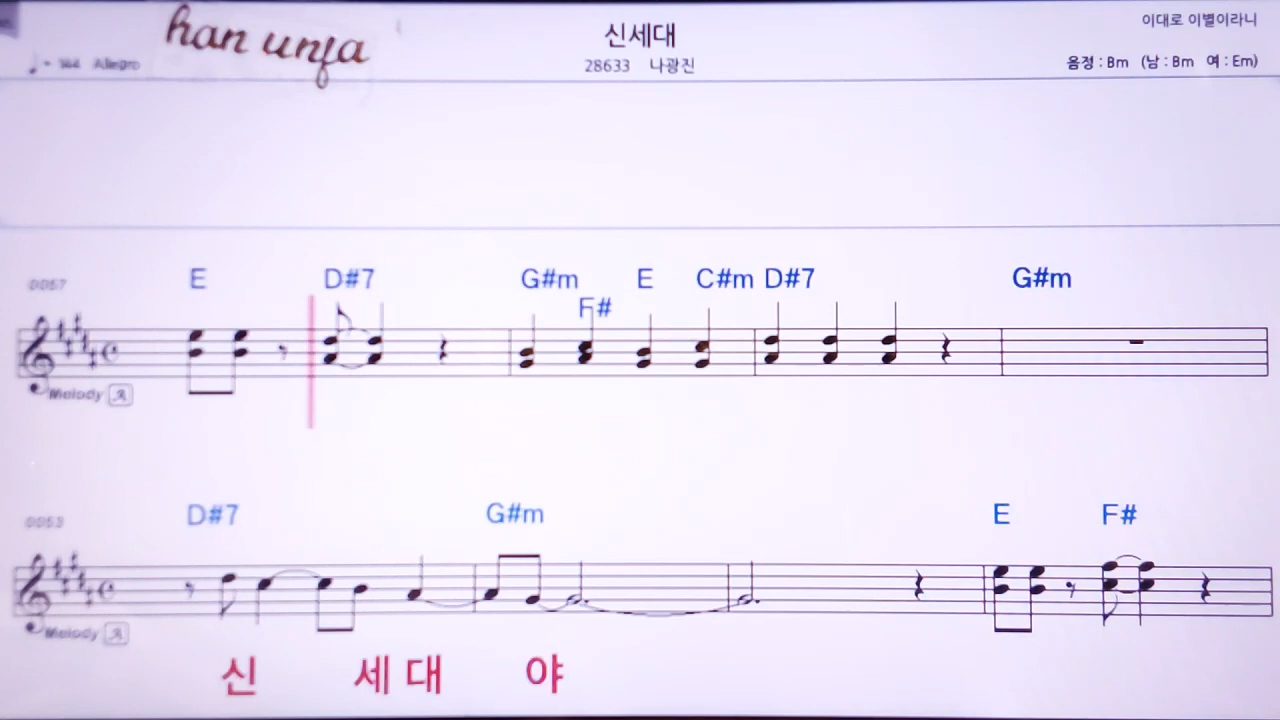 han unja
신세대
이대로 이별이라니
♩= 144 Allegro
28633 나광진
음정 : Bm (남 : Bm 여 : Em)
0057
E D#7 G#m F# E C#m D#7 G#m
Melody A
0053
D#7 G#m E F#
Melody A
신 세 대 야